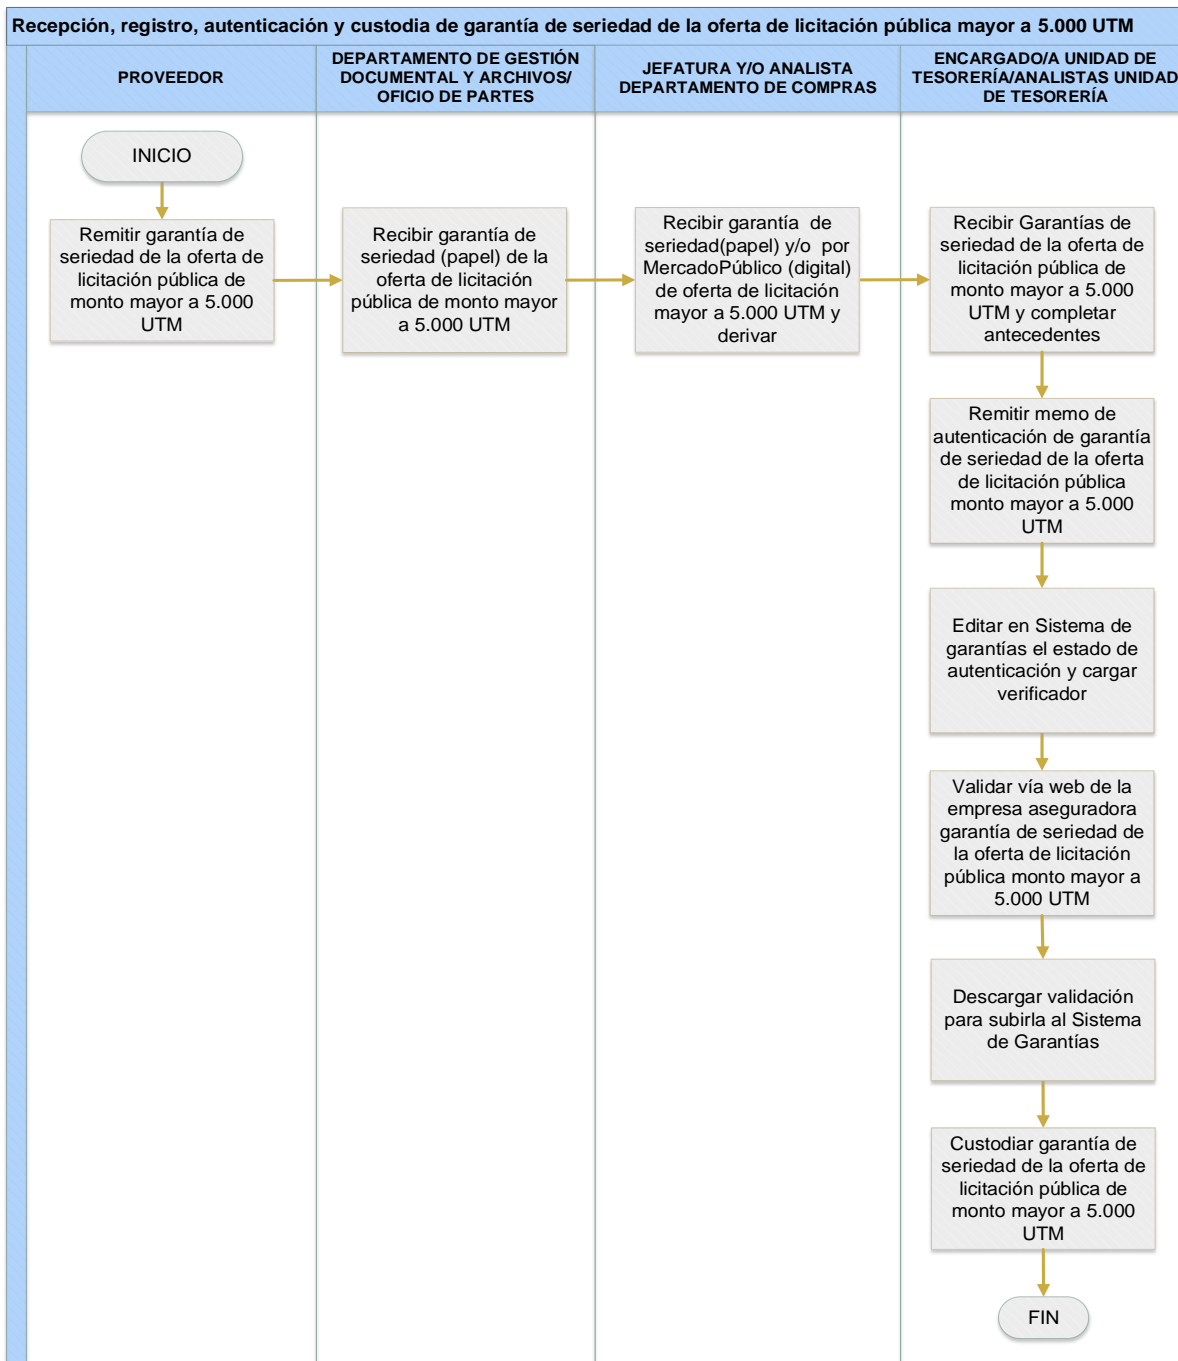 Recepción, registro, autenticación y custodia de garantía de seriedad de la oferta de licitación pública mayor a 5.000 UTM
PROVEEDOR
DEPARTAMENTO DE GESTIÓN
DOCUMENTAL Y ARCHIVOS/
OFICIO DE PARTES
JEFATURA Y/O ANALISTA
DEPARTAMENTO DE COMPRAS
ENCARGADO/A UNIDAD DE
TESORERÍA/ANALISTAS UNIDAD
DE TESORERÍA
INICIO
Remitir garantía de
seriedad de la oferta de
licitación pública de
monto mayor a 5.000
UTM
Recibir garantía de
seriedad (papel) de la
oferta de licitación
pública de monto mayor
a 5.000 UTM
Recibir garantía  de
seriedad(papel) y/o  por
MercadoPúblico (digital)
de oferta de licitación
mayor a 5.000 UTM y
derivar
Recibir Garantías de
seriedad de la oferta de
licitación pública de
monto mayor a 5.000
UTM y completar
antecedentes
Remitir memo de
autenticación de garantía
de seriedad de la oferta
de licitación pública
monto mayor a 5.000
UTM
Editar en Sistema de
garantías el estado de
autenticación y cargar
verificador
Validar vía web de la
empresa aseguradora
garantía de seriedad de
la oferta de licitación
pública monto mayor a
5.000 UTM
Descargar validación
para subirla al Sistema
de Garantías
Custodiar garantía de
seriedad de la oferta de
licitación pública de
monto mayor a 5.000
UTM
FIN